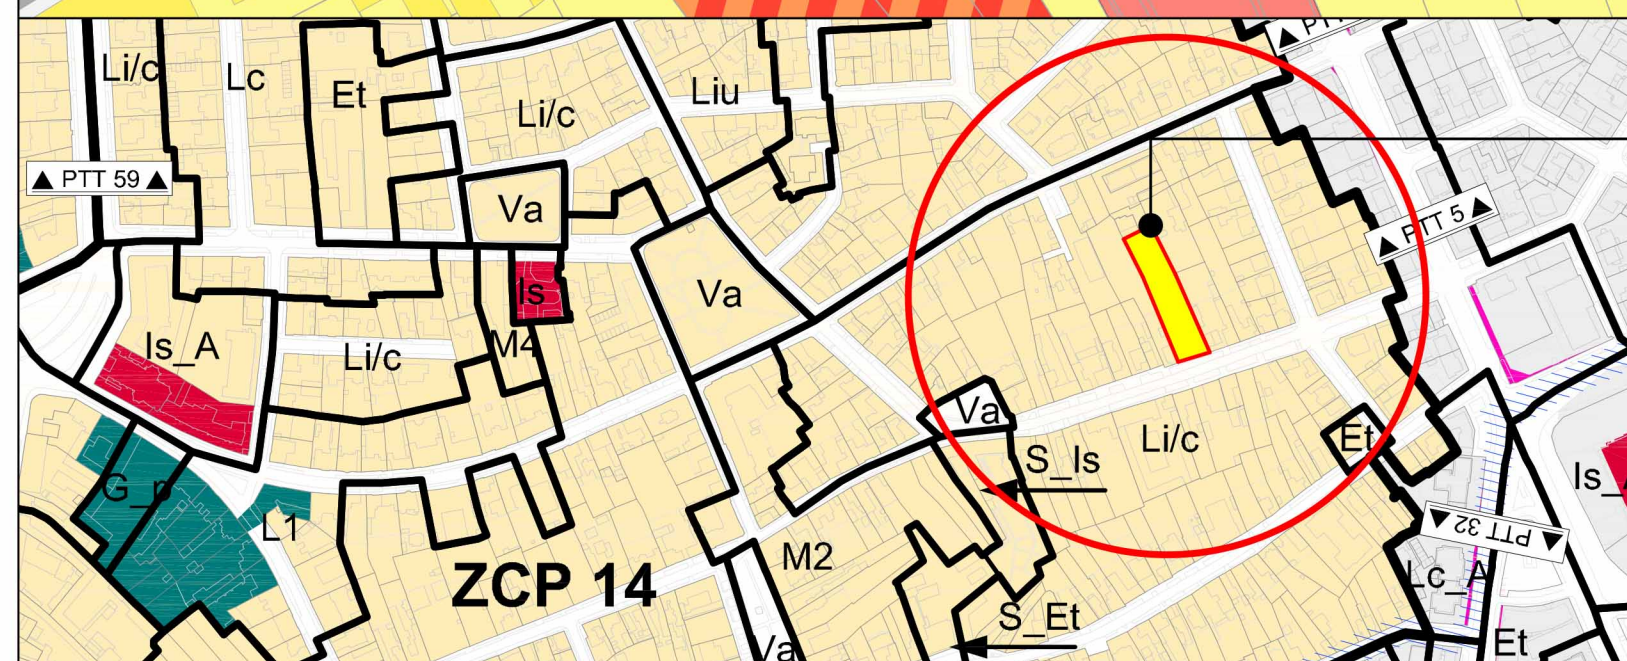 PTT
Li/c
Lc
Et
Li/c
Liu
▲ PTT 59 ▲
Va
▲ PTT 5 ▲
Va
Is
Is_A
Li/c
M4
Va
Li/c
Et
S_Is
Is_
G_p
L1
▲ PTT 32 ▲
M2
ZCP 14
Lc_A
S_Et
Va
Et